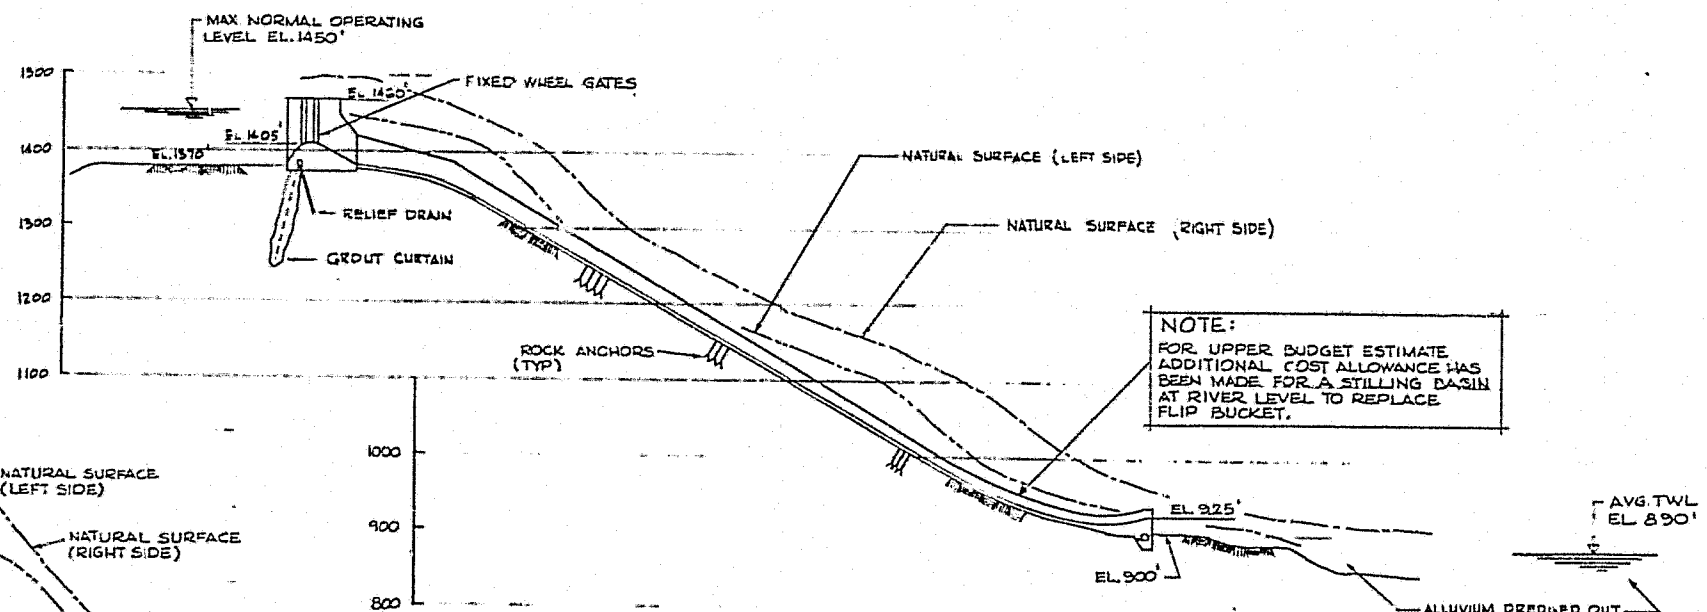 MAX. NORMAL OPERATING
LEVEL EL.1450'
1500
FIXED WHEEL GATES
EL 1405'
1400
EL.1370'
NATURAL SURFACE (LEFT SIDE)
RELIEF DRAIN
1300
NATURAL SURFACE (RIGHT SIDE)
GROUT CURTAIN
1200
NOTE:
FOR UPPER BUDGET ESTIMATE
ADDITIONAL COST ALLOWANCE HAS
BEEN MADE FOR A STILLING BASIN
AT RIVER LEVEL TO REPLACE
FLIP BUCKET.
ROCK ANCHORS
(TYP)
1100
1000
NATURAL SURFACE
(LEFT SIDE)
EL 925'
AVG. TWL
EL 890'
900
NATURAL SURFACE
(RIGHT SIDE)
EL.900'
800
ALLUVIUM DREDGED OUT